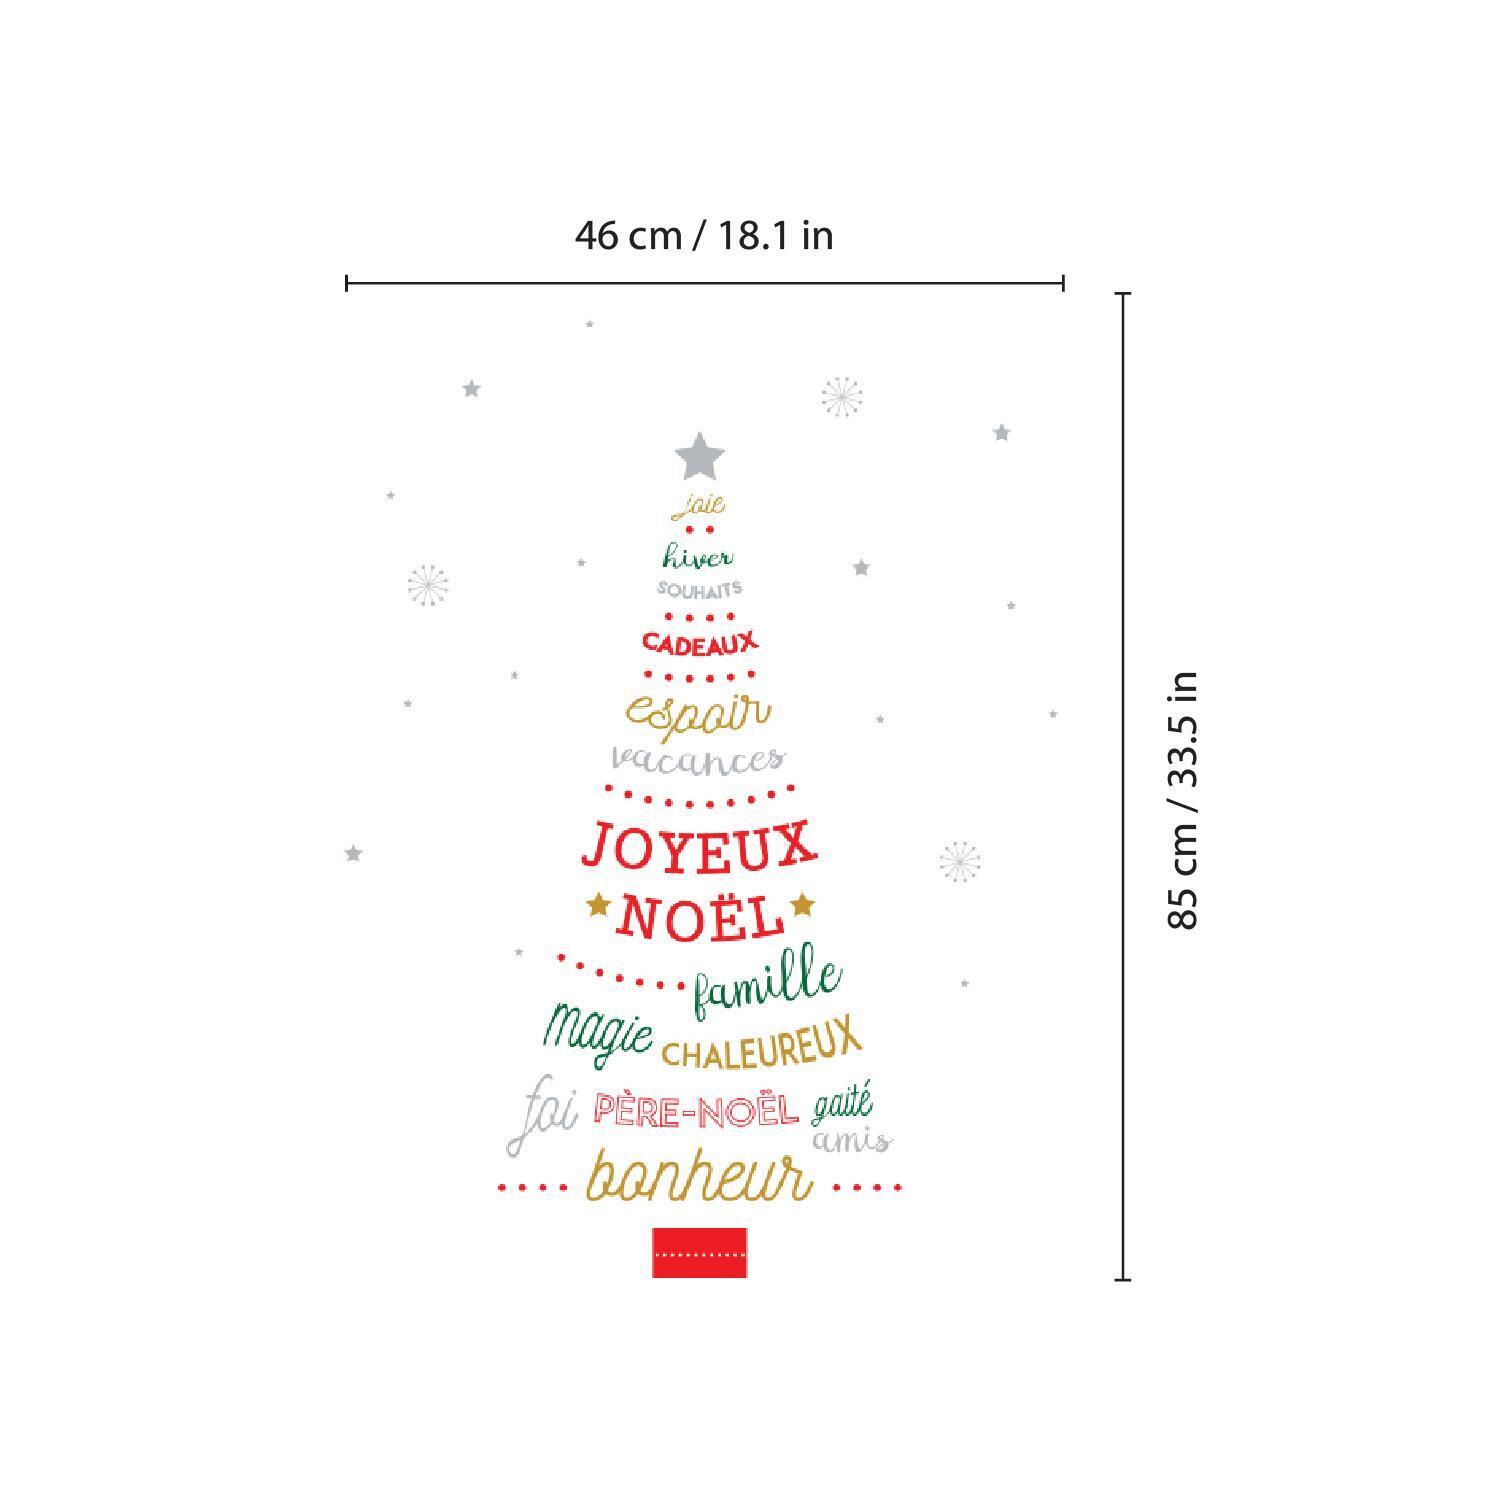 46 cm / 18.1 in
85 cm / 33.5 in
joie
hiver
SOUHAITS
CADEAUX
espoir
vacances
JOYEUX
NOËL
famille
magie CHALEUREUX
foi PÈRE-NOËL gaité
amis
bonheur